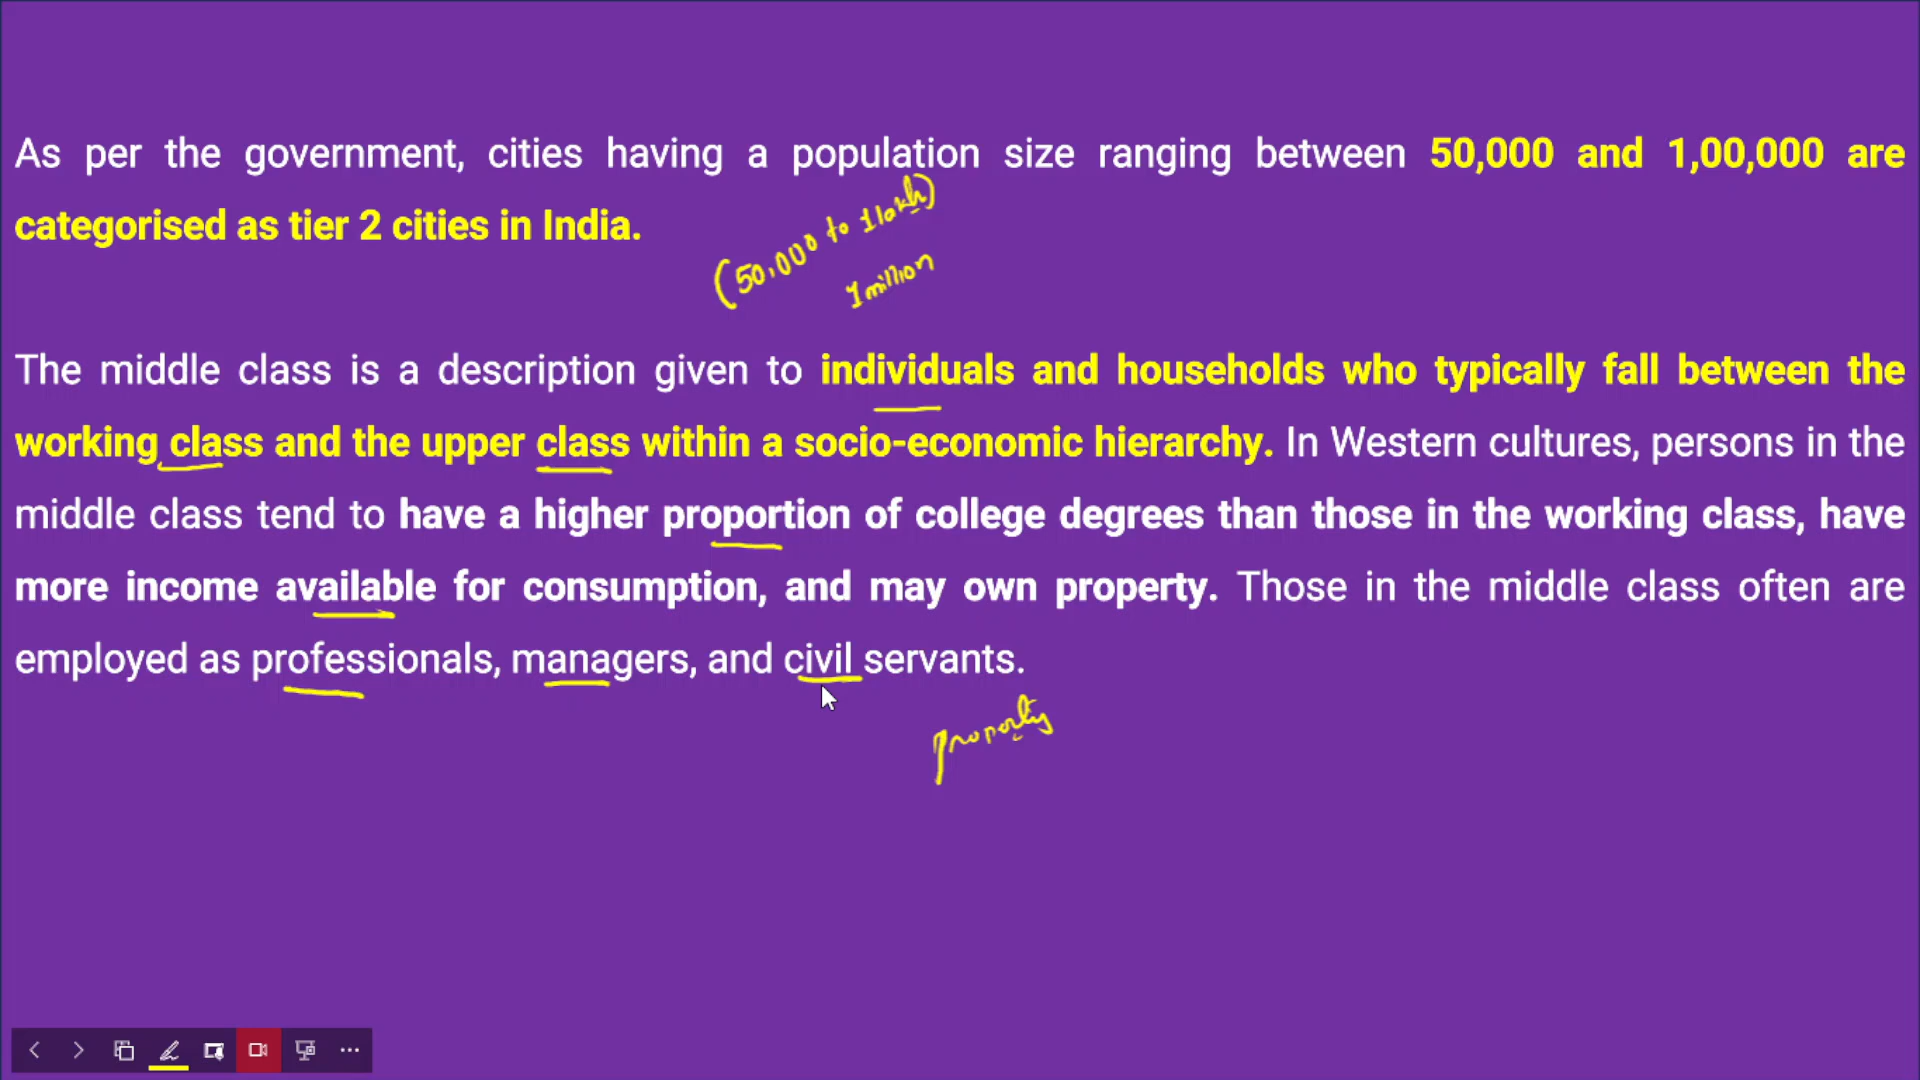 As per the government, cities having a population size ranging between 50,000 and 1,00,000 are
categorised as tier 2 cities in India.
(50,000 to 1 lakh)
1 million
The middle class is a description given to individuals and households who typically fall between the
working class and the upper class within a socio-economic hierarchy. In Western cultures, persons in the
middle class tend to have a higher proportion of college degrees than those in the working class, have
more income available for consumption, and may own property. Those in the middle class often are
employed as professionals, managers, and civil servants.
property